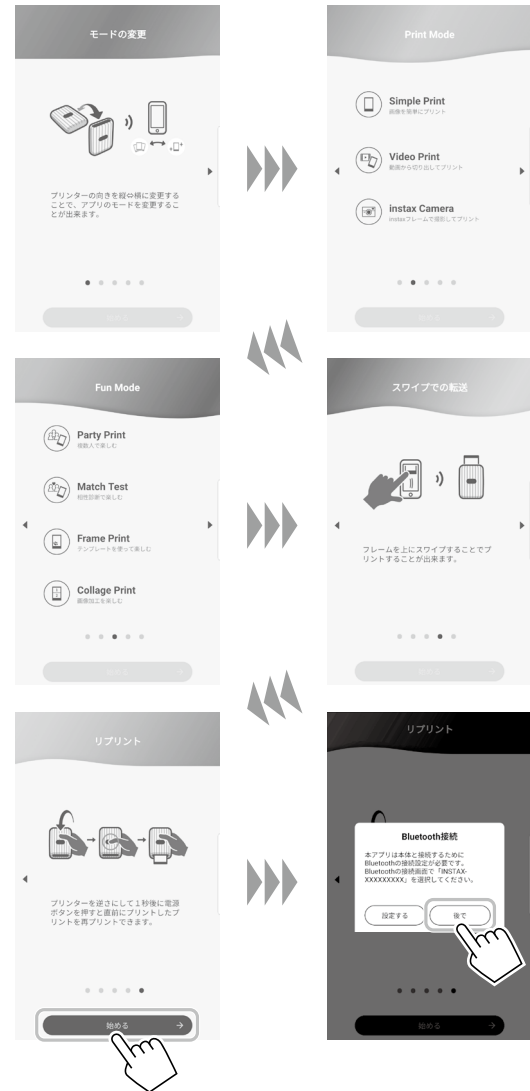 モードの変更
プリンターの向きを縦⇔横に変更する
ことで、アプリのモードを変更するこ
とが出来ます。
始める
Print Mode
Simple Print
画像を簡単にプリント
Video Print
動画から切り出してプリント
instax Camera
instaxフレームで撮影してプリント
始める
Fun Mode
Party Print
複数人で楽しむ
Match Test
相性診断で楽しむ
Frame Print
テンプレートを使って楽しむ
Collage Print
画像加工を楽しむ
始める
スワイプでの転送
フレームを上にスワイプすることでプ
リントすることが出来ます。
始める
リプリント
プリンターを逆さにして1秒後に電源
ボタンを押すと直前にプリントしたプ
リントを再プリントできます。
始める
リプリント
Bluetooth接続
本アプリは本体と接続するために
Bluetoothの接続設定が必要です。
Bluetoothの接続画面で「INSTAX-
XXXXXXXXX」を選択してください。
設定する
後で
始める